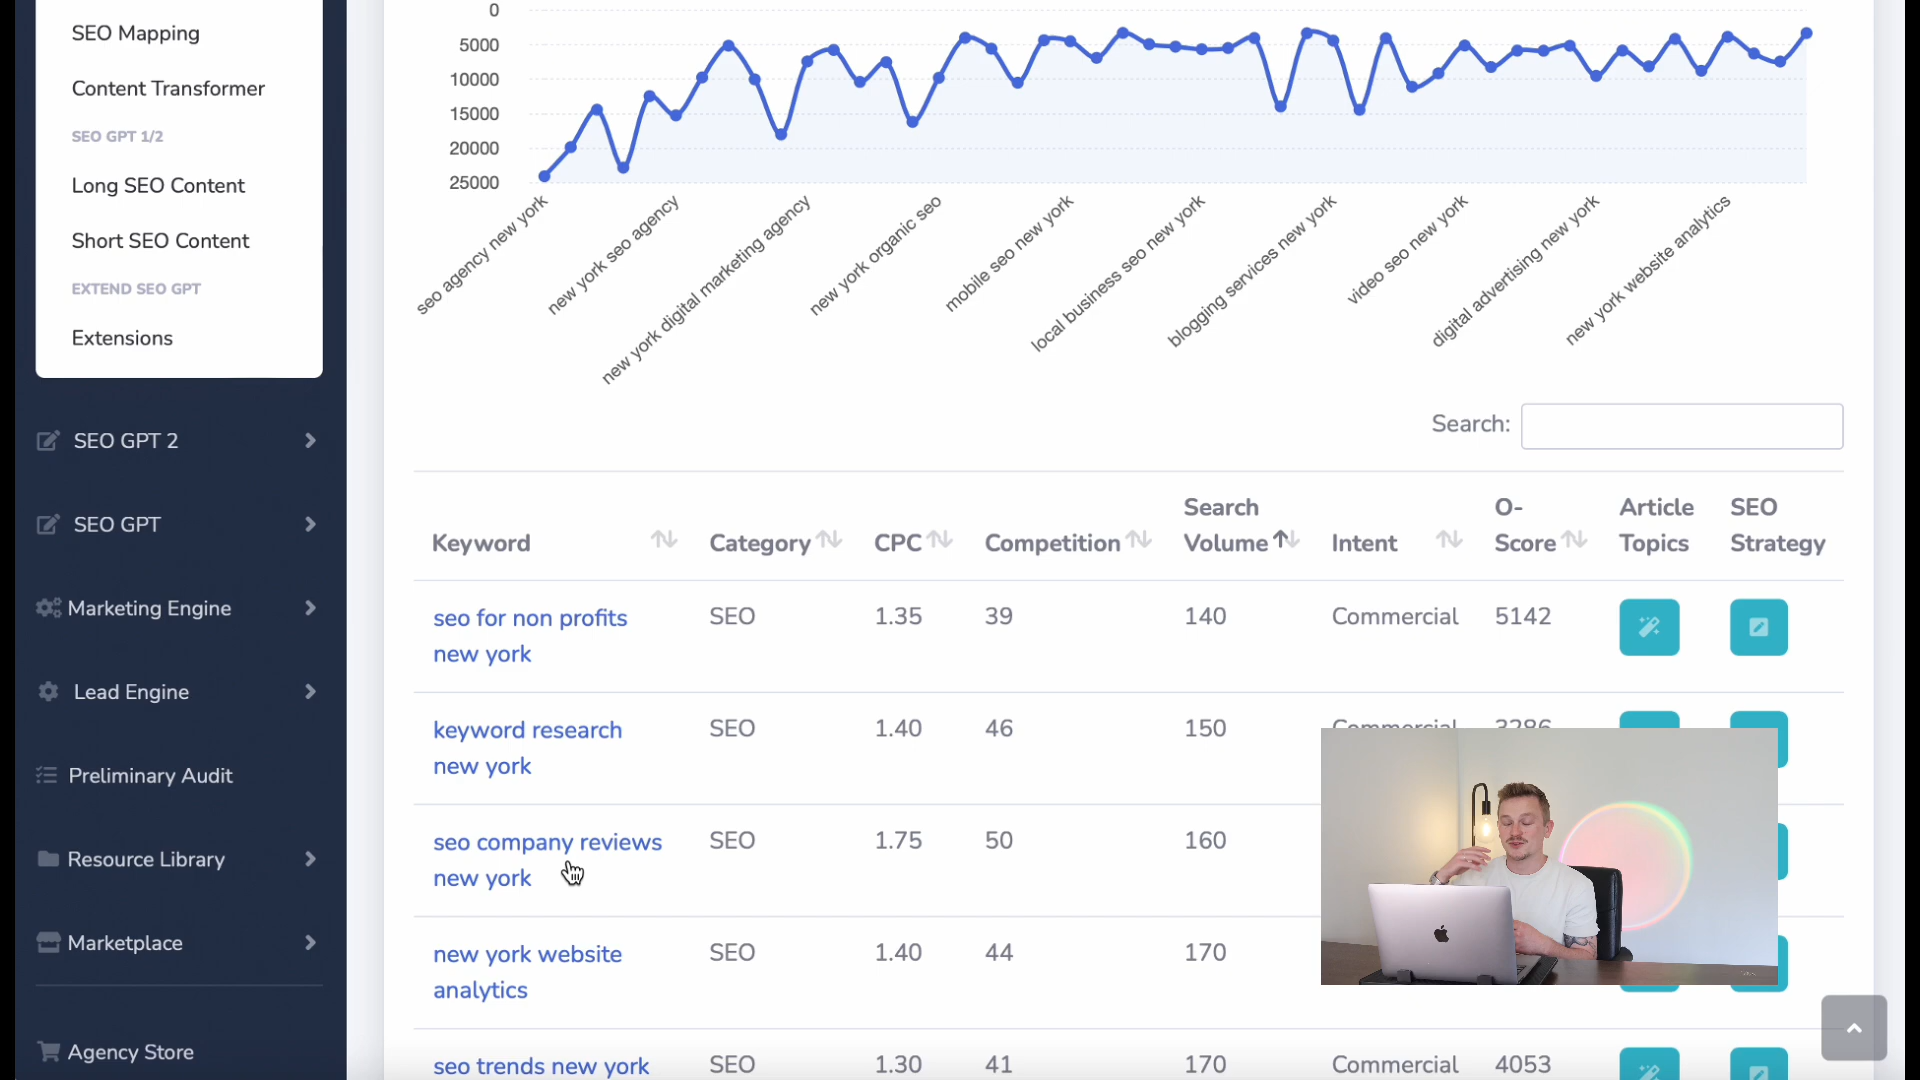 SEO Mapping
Content Transformer
SEO GPT 1/2
Long SEO Content
Short SEO Content
EXTEND SEO GPT
Extensions
SEO GPT 2
SEO GPT
Marketing Engine
Lead Engine
Preliminary Audit
Resource Library
Marketplace
Agency Store
0
5000
10000
15000
20000
25000
seo agency new york
new york seo agency
new york digital marketing agency
new york organic seo
mobile seo new york
local business seo new york
blogging services new york
video seo new york
digital advertising new york
new york website analytics
Search:
Keyword Category CPC Competition Search Volume Intent O-Score Article Topics SEO Strategy
seo for non profits new york SEO 1.35 39 140 Commercial 5142
keyword research new york SEO 1.40 46 150 Commercial 3286
seo company reviews new york SEO 1.75 50 160
new york website analytics SEO 1.40 44 170
seo trends new york SEO 1.30 41 170 Commercial 4053